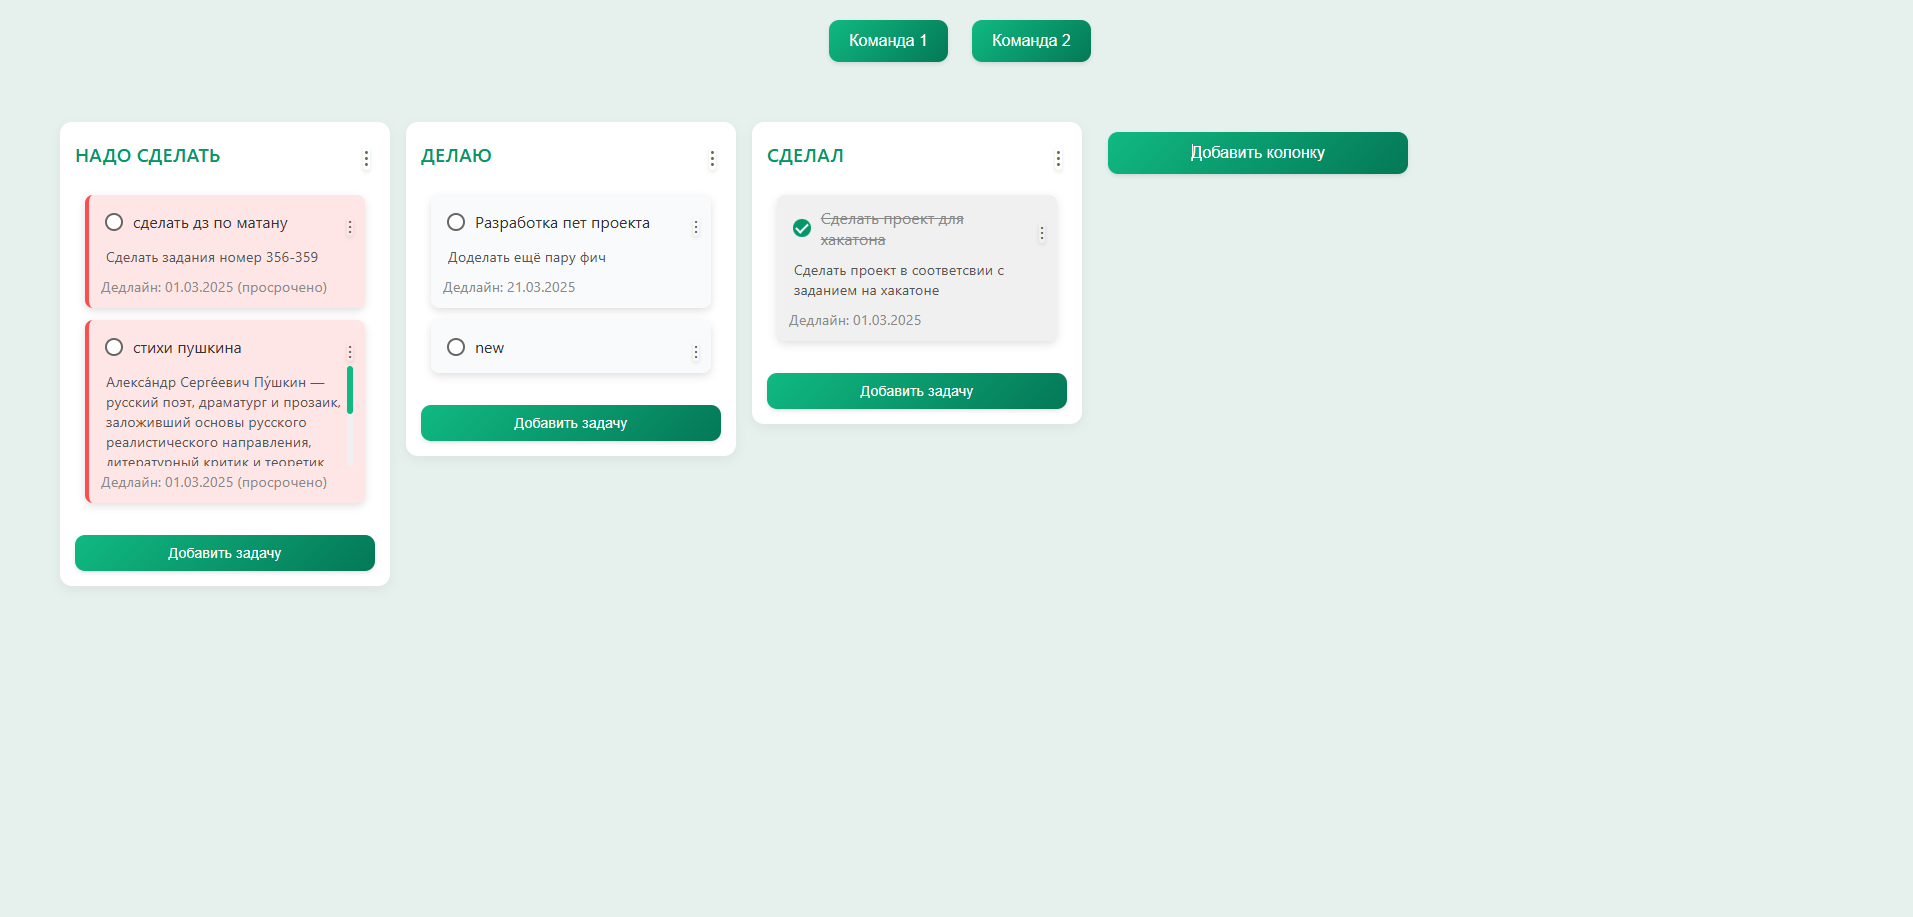 Команда 1
Команда 2
НАДО СДЕЛАТЬ
сделать дз по матану
Сделать задания номер 356-359
Дедлайн: 01.03.2025 (просрочено)
стихи пушкина
Алекса́ндр Серге́евич Пу́шкин —
русский поэт, драматург и прозаик,
заложивший основы русского
реалистического направления,
литературный критик и теоретик
Дедлайн: 01.03.2025 (просрочено)
Добавить задачу
ДЕЛАЮ
Разработка пет проекта
Доделать ещё пару фич
Дедлайн: 21.03.2025
new
Добавить задачу
СДЕЛАЛ
Сделать проект для
хакатона
Сделать проект в соответсвии с
заданием на хакатоне
Дедлайн: 01.03.2025
Добавить задачу
Добавить колонку